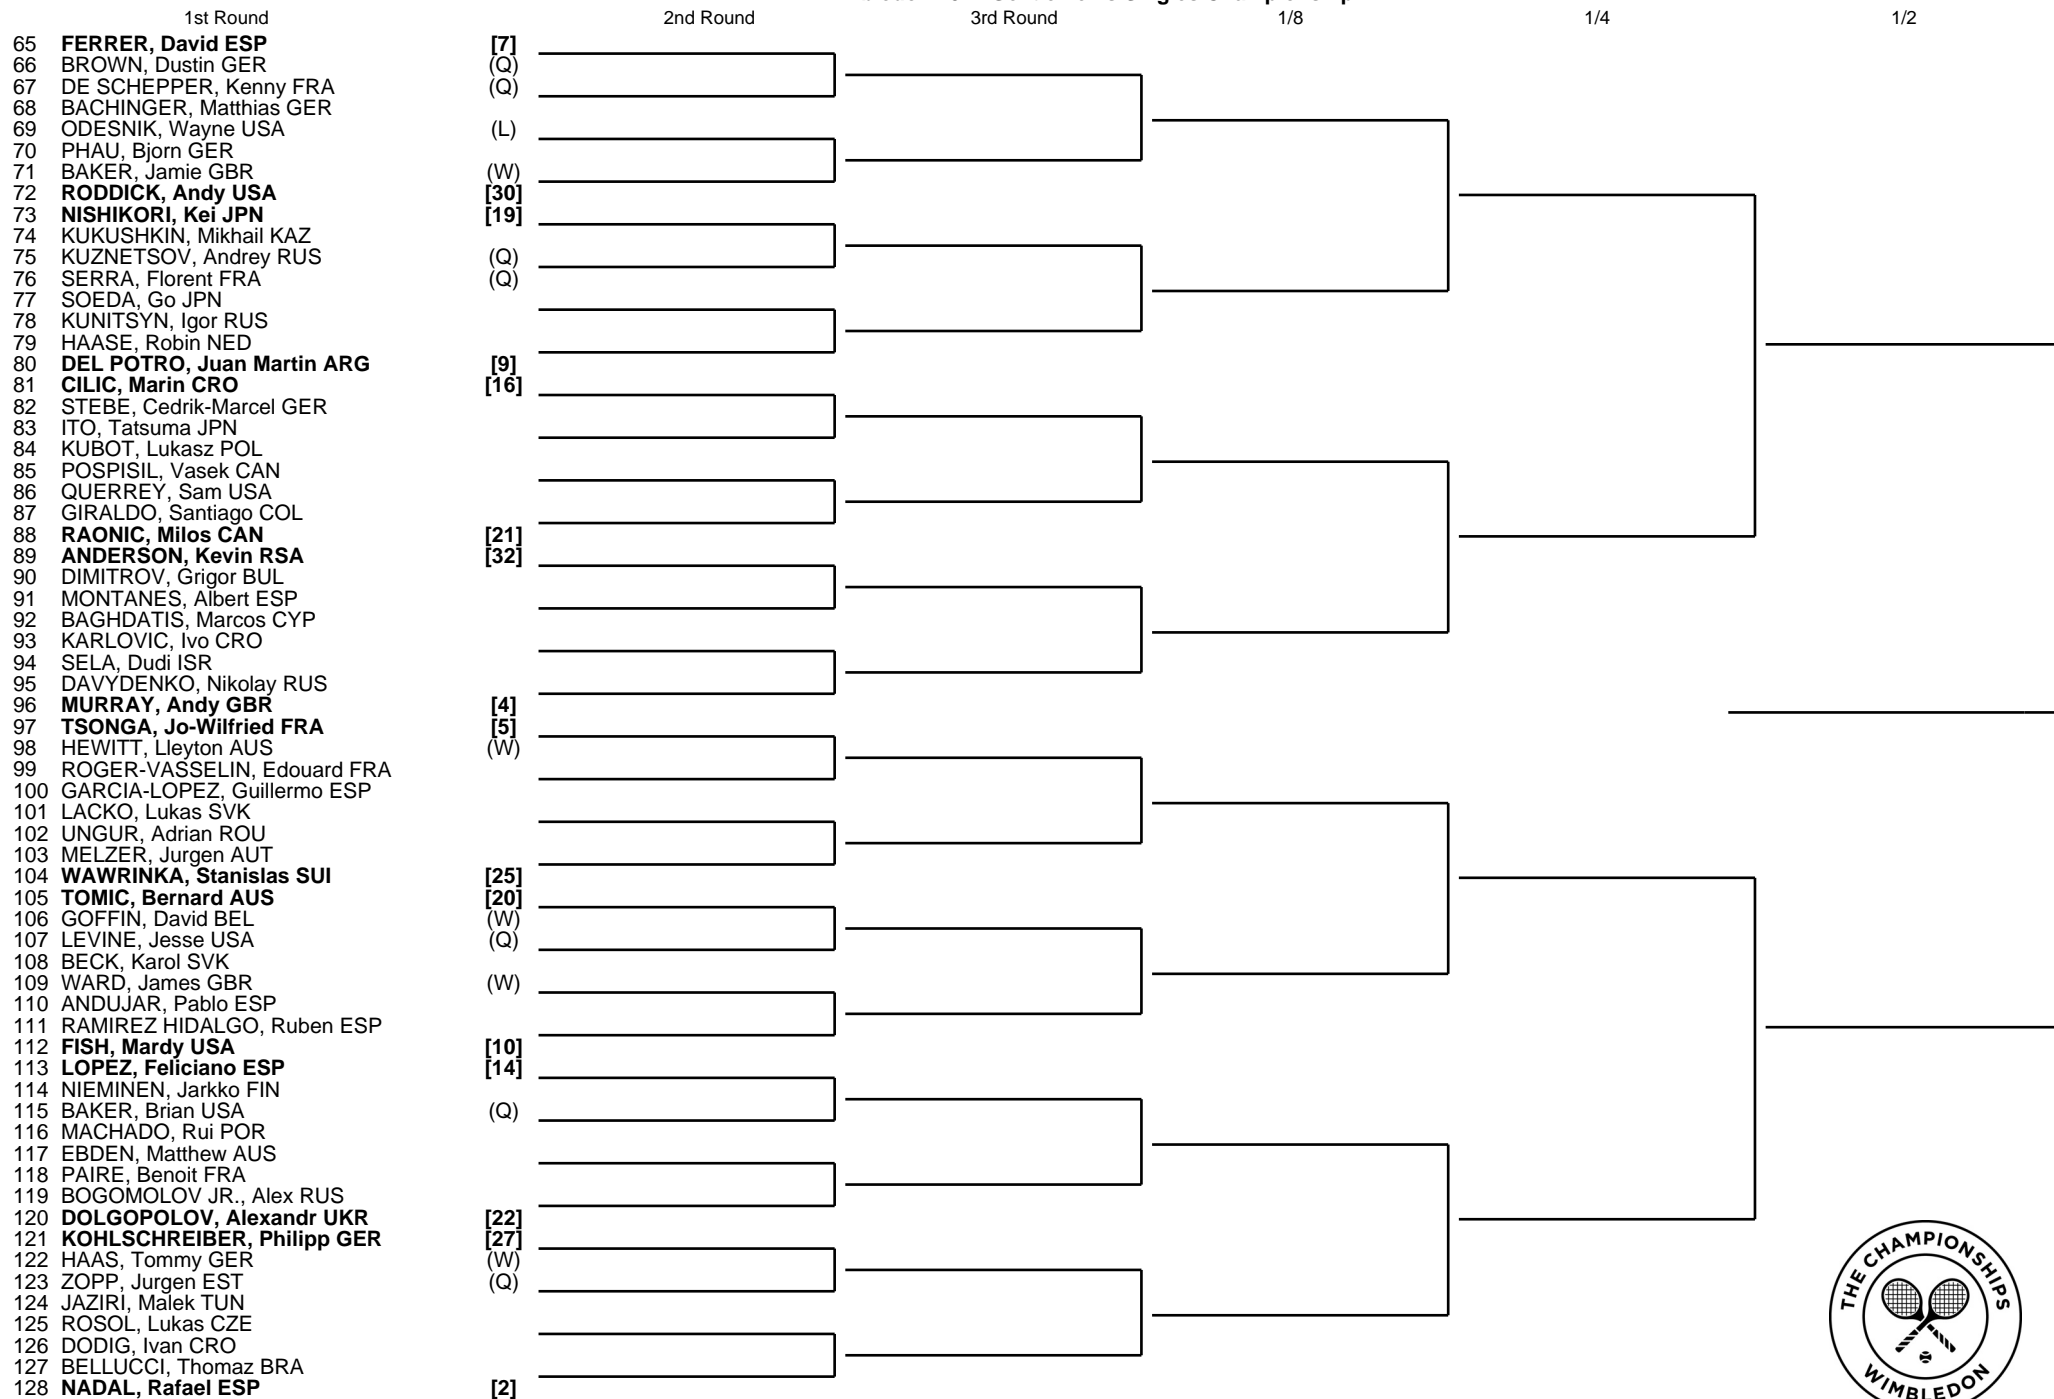 1st Round 2nd Round 3rd Round 1/8 1/4 1/2
65 FERRER, David ESP [7]
66 BROWN, Dustin GER (Q)
67 DE SCHEPPER, Kenny FRA (Q)
68 BACHINGER, Matthias GER
69 ODESNIK, Wayne USA (L)
70 PHAU, Bjorn GER
71 BAKER, Jamie GBR (W)
72 RODDICK, Andy USA [30]
73 NISHIKORI, Kei JPN [19]
74 KUKUSHKIN, Mikhail KAZ
75 KUZNETSOV, Andrey RUS (Q)
76 SERRA, Florent FRA (Q)
77 SOEDA, Go JPN
78 KUNITSYN, Igor RUS
79 HAASE, Robin NED
80 DEL POTRO, Juan Martin ARG [9]
81 CILIC, Marin CRO [16]
82 STEBE, Cedrik-Marcel GER
83 ITO, Tatsuma JPN
84 KUBOT, Lukasz POL
85 POSPISIL, Vasek CAN
86 QUERREY, Sam USA
87 GIRALDO, Santiago COL
88 RAONIC, Milos CAN [21]
89 ANDERSON, Kevin RSA [32]
90 DIMITROV, Grigor BUL
91 MONTANES, Albert ESP
92 BAGHDATIS, Marcos CYP
93 KARLOVIC, Ivo CRO
94 SELA, Dudi ISR
95 DAVYDENKO, Nikolay RUS
96 MURRAY, Andy GBR [4]
97 TSONGA, Jo-Wilfried FRA [5]
98 HEWITT, Lleyton AUS (W)
99 ROGER-VASSELIN, Edouard FRA
100 GARCIA-LOPEZ, Guillermo ESP
101 LACKO, Lukas SVK
102 UNGUR, Adrian ROU
103 MELZER, Jurgen AUT
104 WAWRINKA, Stanislas SUI [25]
105 TOMIC, Bernard AUS [20]
106 GOFFIN, David BEL (W)
107 LEVINE, Jesse USA (Q)
108 BECK, Karol SVK
109 WARD, James GBR (W)
110 ANDUJAR, Pablo ESP
111 RAMIREZ HIDALGO, Ruben ESP
112 FISH, Mardy USA [10]
113 LOPEZ, Feliciano ESP [14]
114 NIEMINEN, Jarkko FIN
115 BAKER, Brian USA (Q)
116 MACHADO, Rui POR
117 EBDEN, Matthew AUS
118 PAIRE, Benoit FRA
119 BOGOMOLOV JR., Alex RUS
120 DOLGOPOLOV, Alexandr UKR [22]
121 KOHLSCHREIBER, Philipp GER [27]
122 HAAS, Tommy GER (W)
123 ZOPP, Jurgen EST (Q)
124 JAZIRI, Malek TUN
125 ROSOL, Lukas CZE
126 DODIG, Ivan CRO
127 BELLUCCI, Thomaz BRA
128 NADAL, Rafael ESP [2]
THE CHAMPIONSHIPS
WIMBLEDON